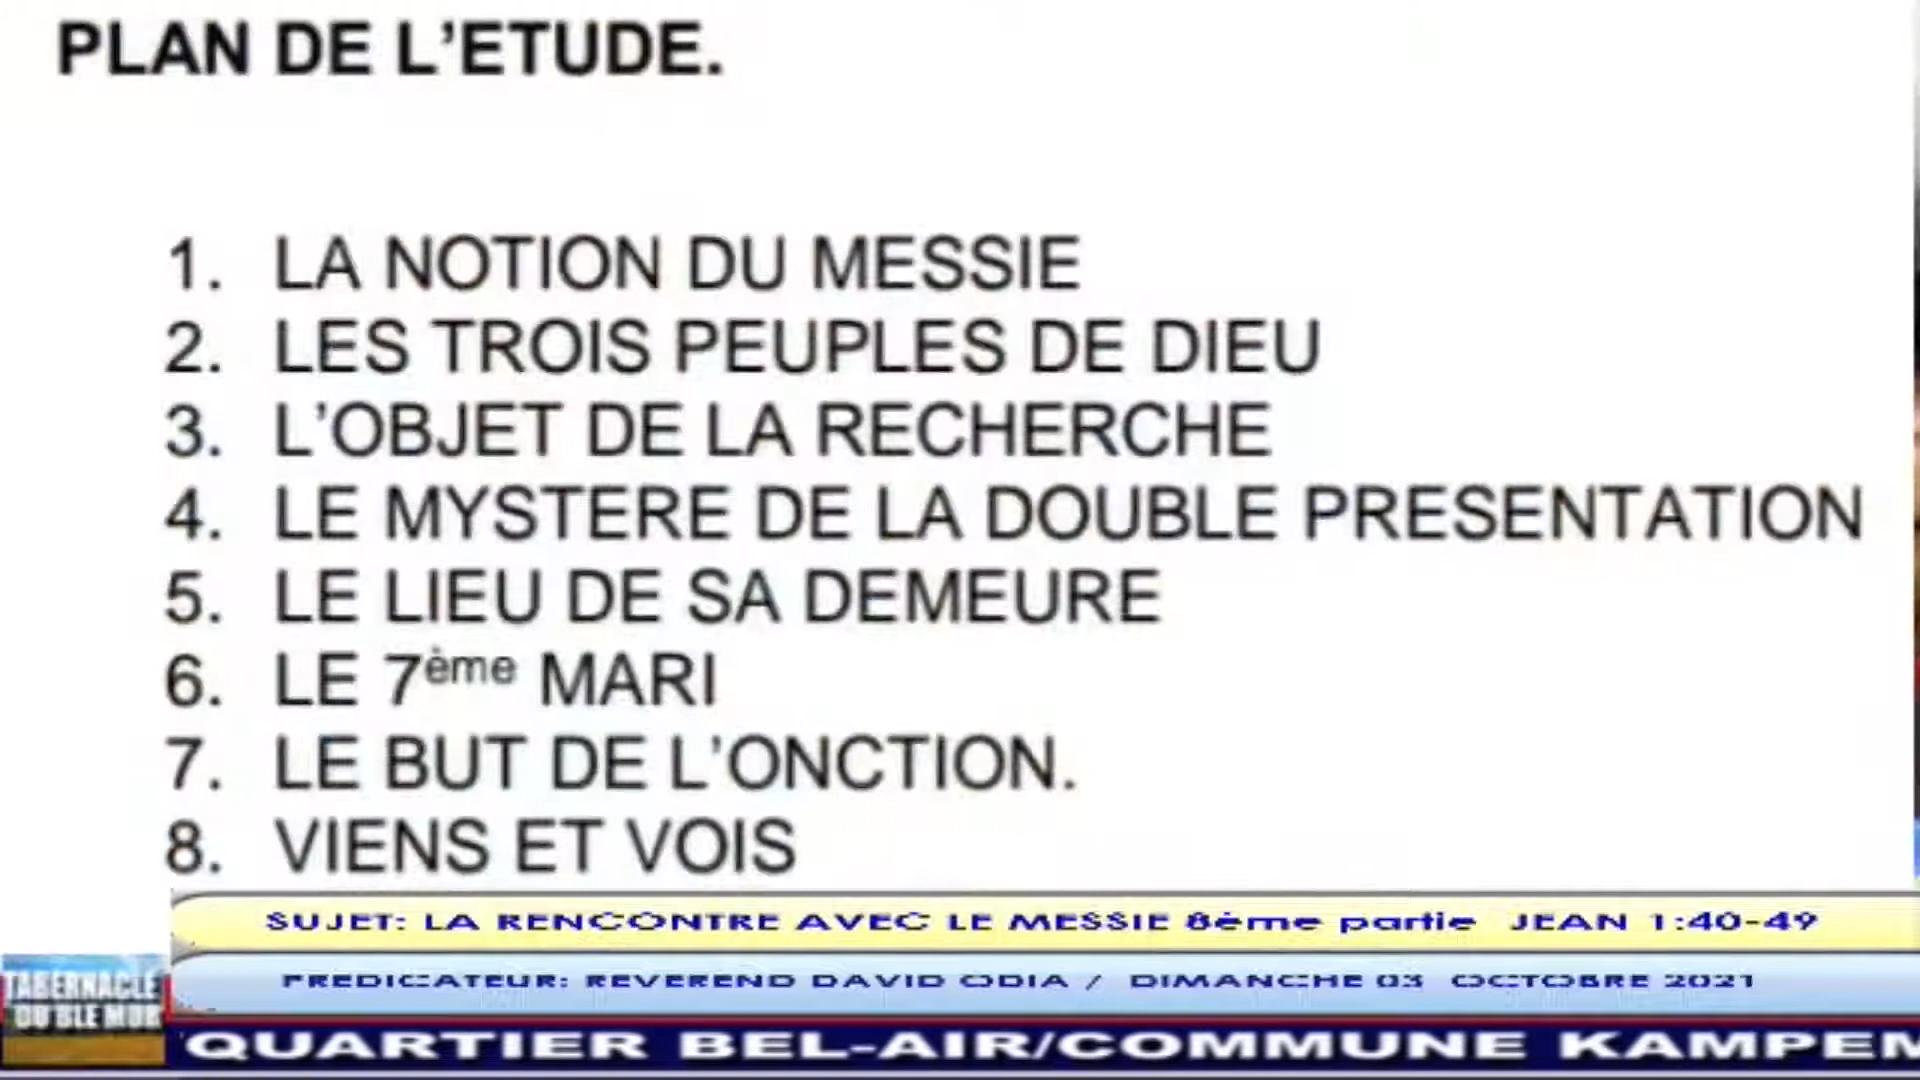 PLAN DE L'ETUDE.
1. LA NOTION DU MESSIE
2. LES TROIS PEUPLES DE DIEU
3. L'OBJET DE LA RECHERCHE
4. LE MYSTERE DE LA DOUBLE PRESENTATION
5. LE LIEU DE SA DEMEURE
6. LE 7ème MARI
7. LE BUT DE L'ONCTION.
8. VIENS ET VOIS
SUJET: LA RENCONTRE AVEC LE MESSIE 8ème partie JEAN 1:40-49
PREDICATEUR: REVEREND DAVID ODIA / DIMANCHE 03 OCTOBRE 2021
TABERNACLE
DU BLE MUR
QUARTIER BEL-AIR/COMMUNE KAMPEM